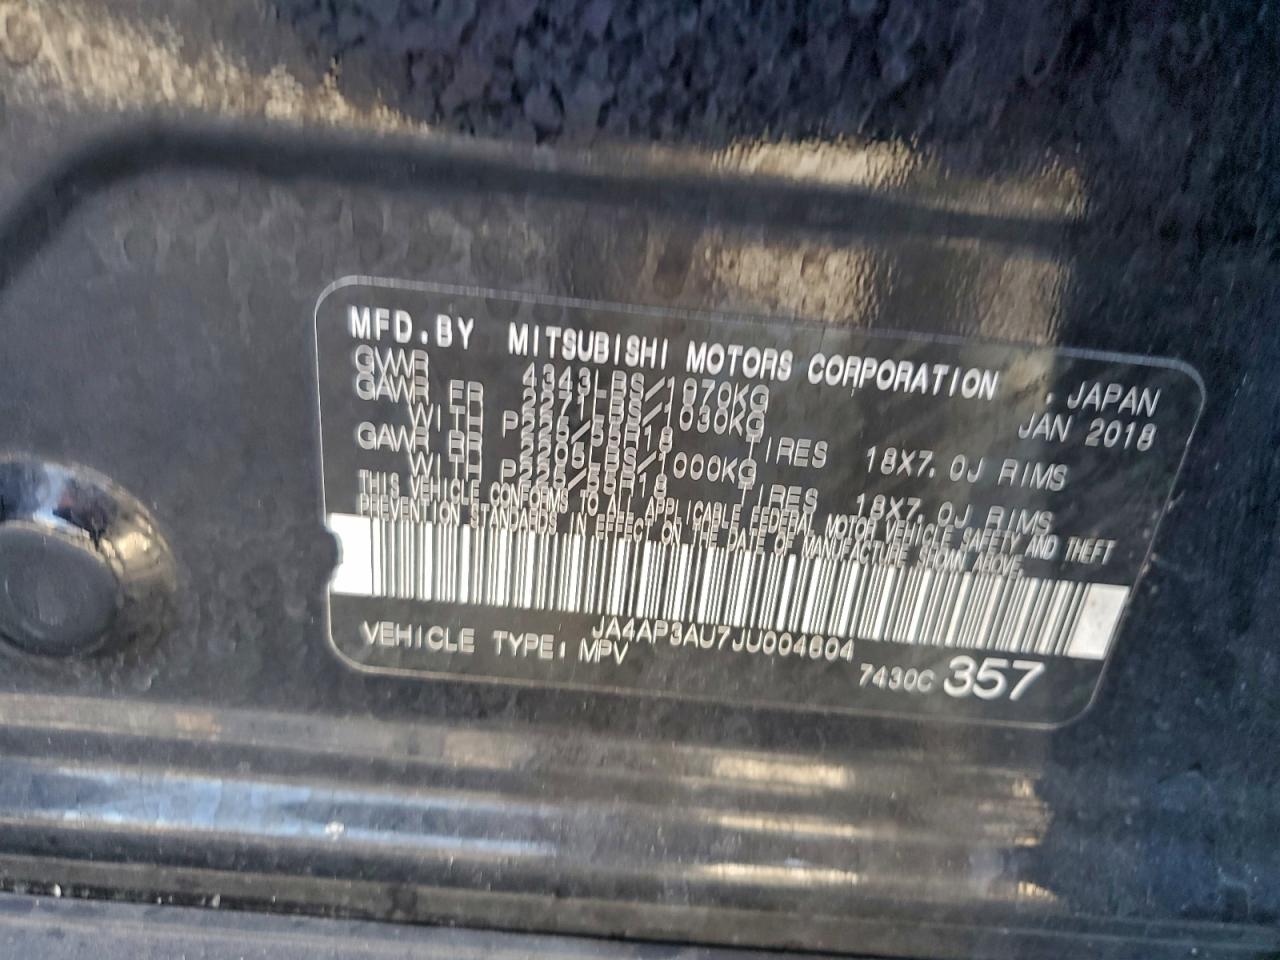 MFD.BY MITSUBISHI MOTORS CORPORATION , JAPAN
GVWR 4343LBS/1970KG JAN 2018
GAWR FR 2271LBS/1030KG
WITH P225/55R18 TIRES 18X7.0J RIMS
GAWR RR 2205LBS/1000KG
WITH P225/55R18 TIRES 18X7.0J RIMS
THIS VEHICLE CONFORMS TO ALL APPLICABLE FEDERAL MOTOR VEHICLE SAFETY AND THEFT
PREVENTION STANDARDS IN EFFECT ON THE DATE OF MANUFACTURE SHOWN ABOVE.
JA4AP3AU7JU004604
VEHICLE TYPE: MPV
7430C 357